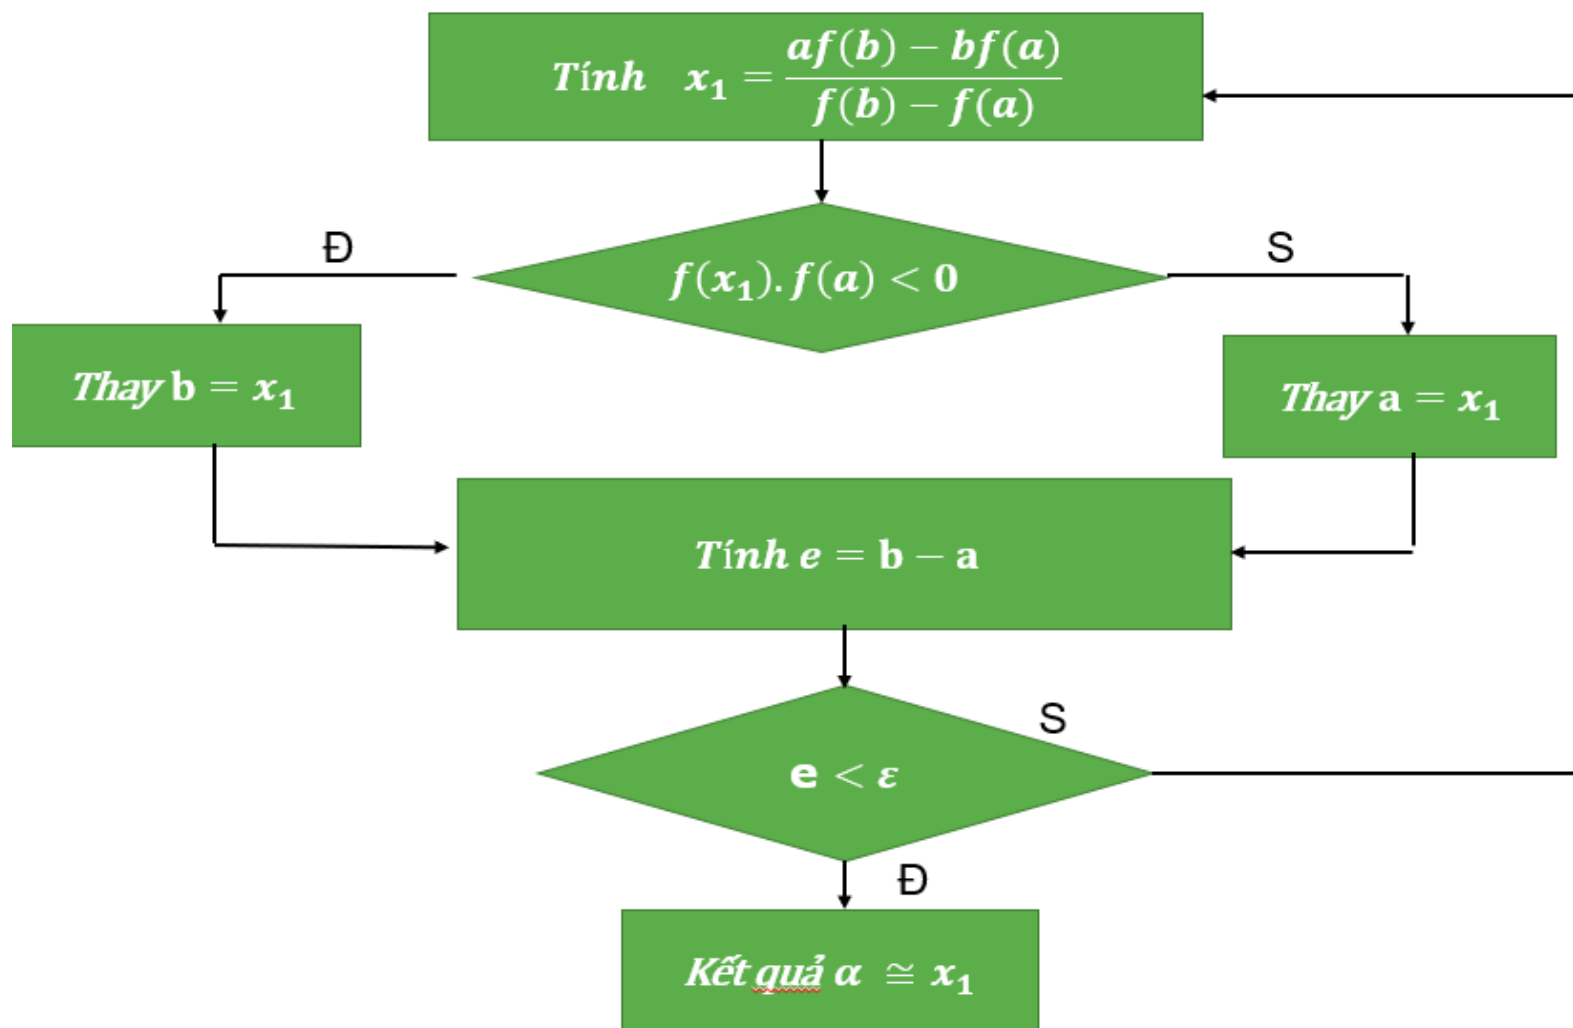 Tính x₁ = (af(b) − bf(a)) / (f(b) − f(a))
f(x₁). f(a) < 0
Đ
S
Thay b = x₁
Thay a = x₁
Tính e = b − a
e < ε
S
Đ
Kết quả α ≅ x₁